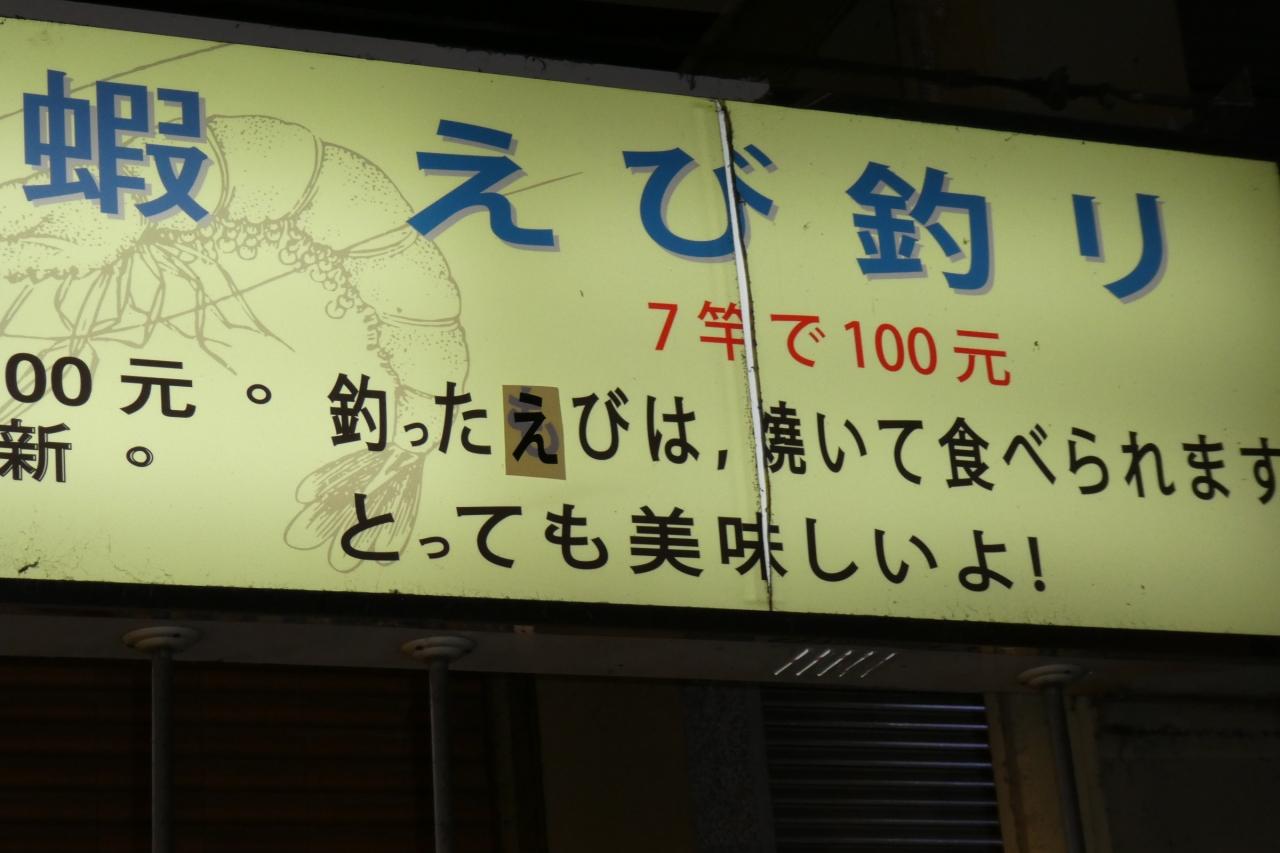 蝦 えび釣り
7竿で100元
00元。釣ったえびは,燒いて食べられます
新。とっても美味しいよ!